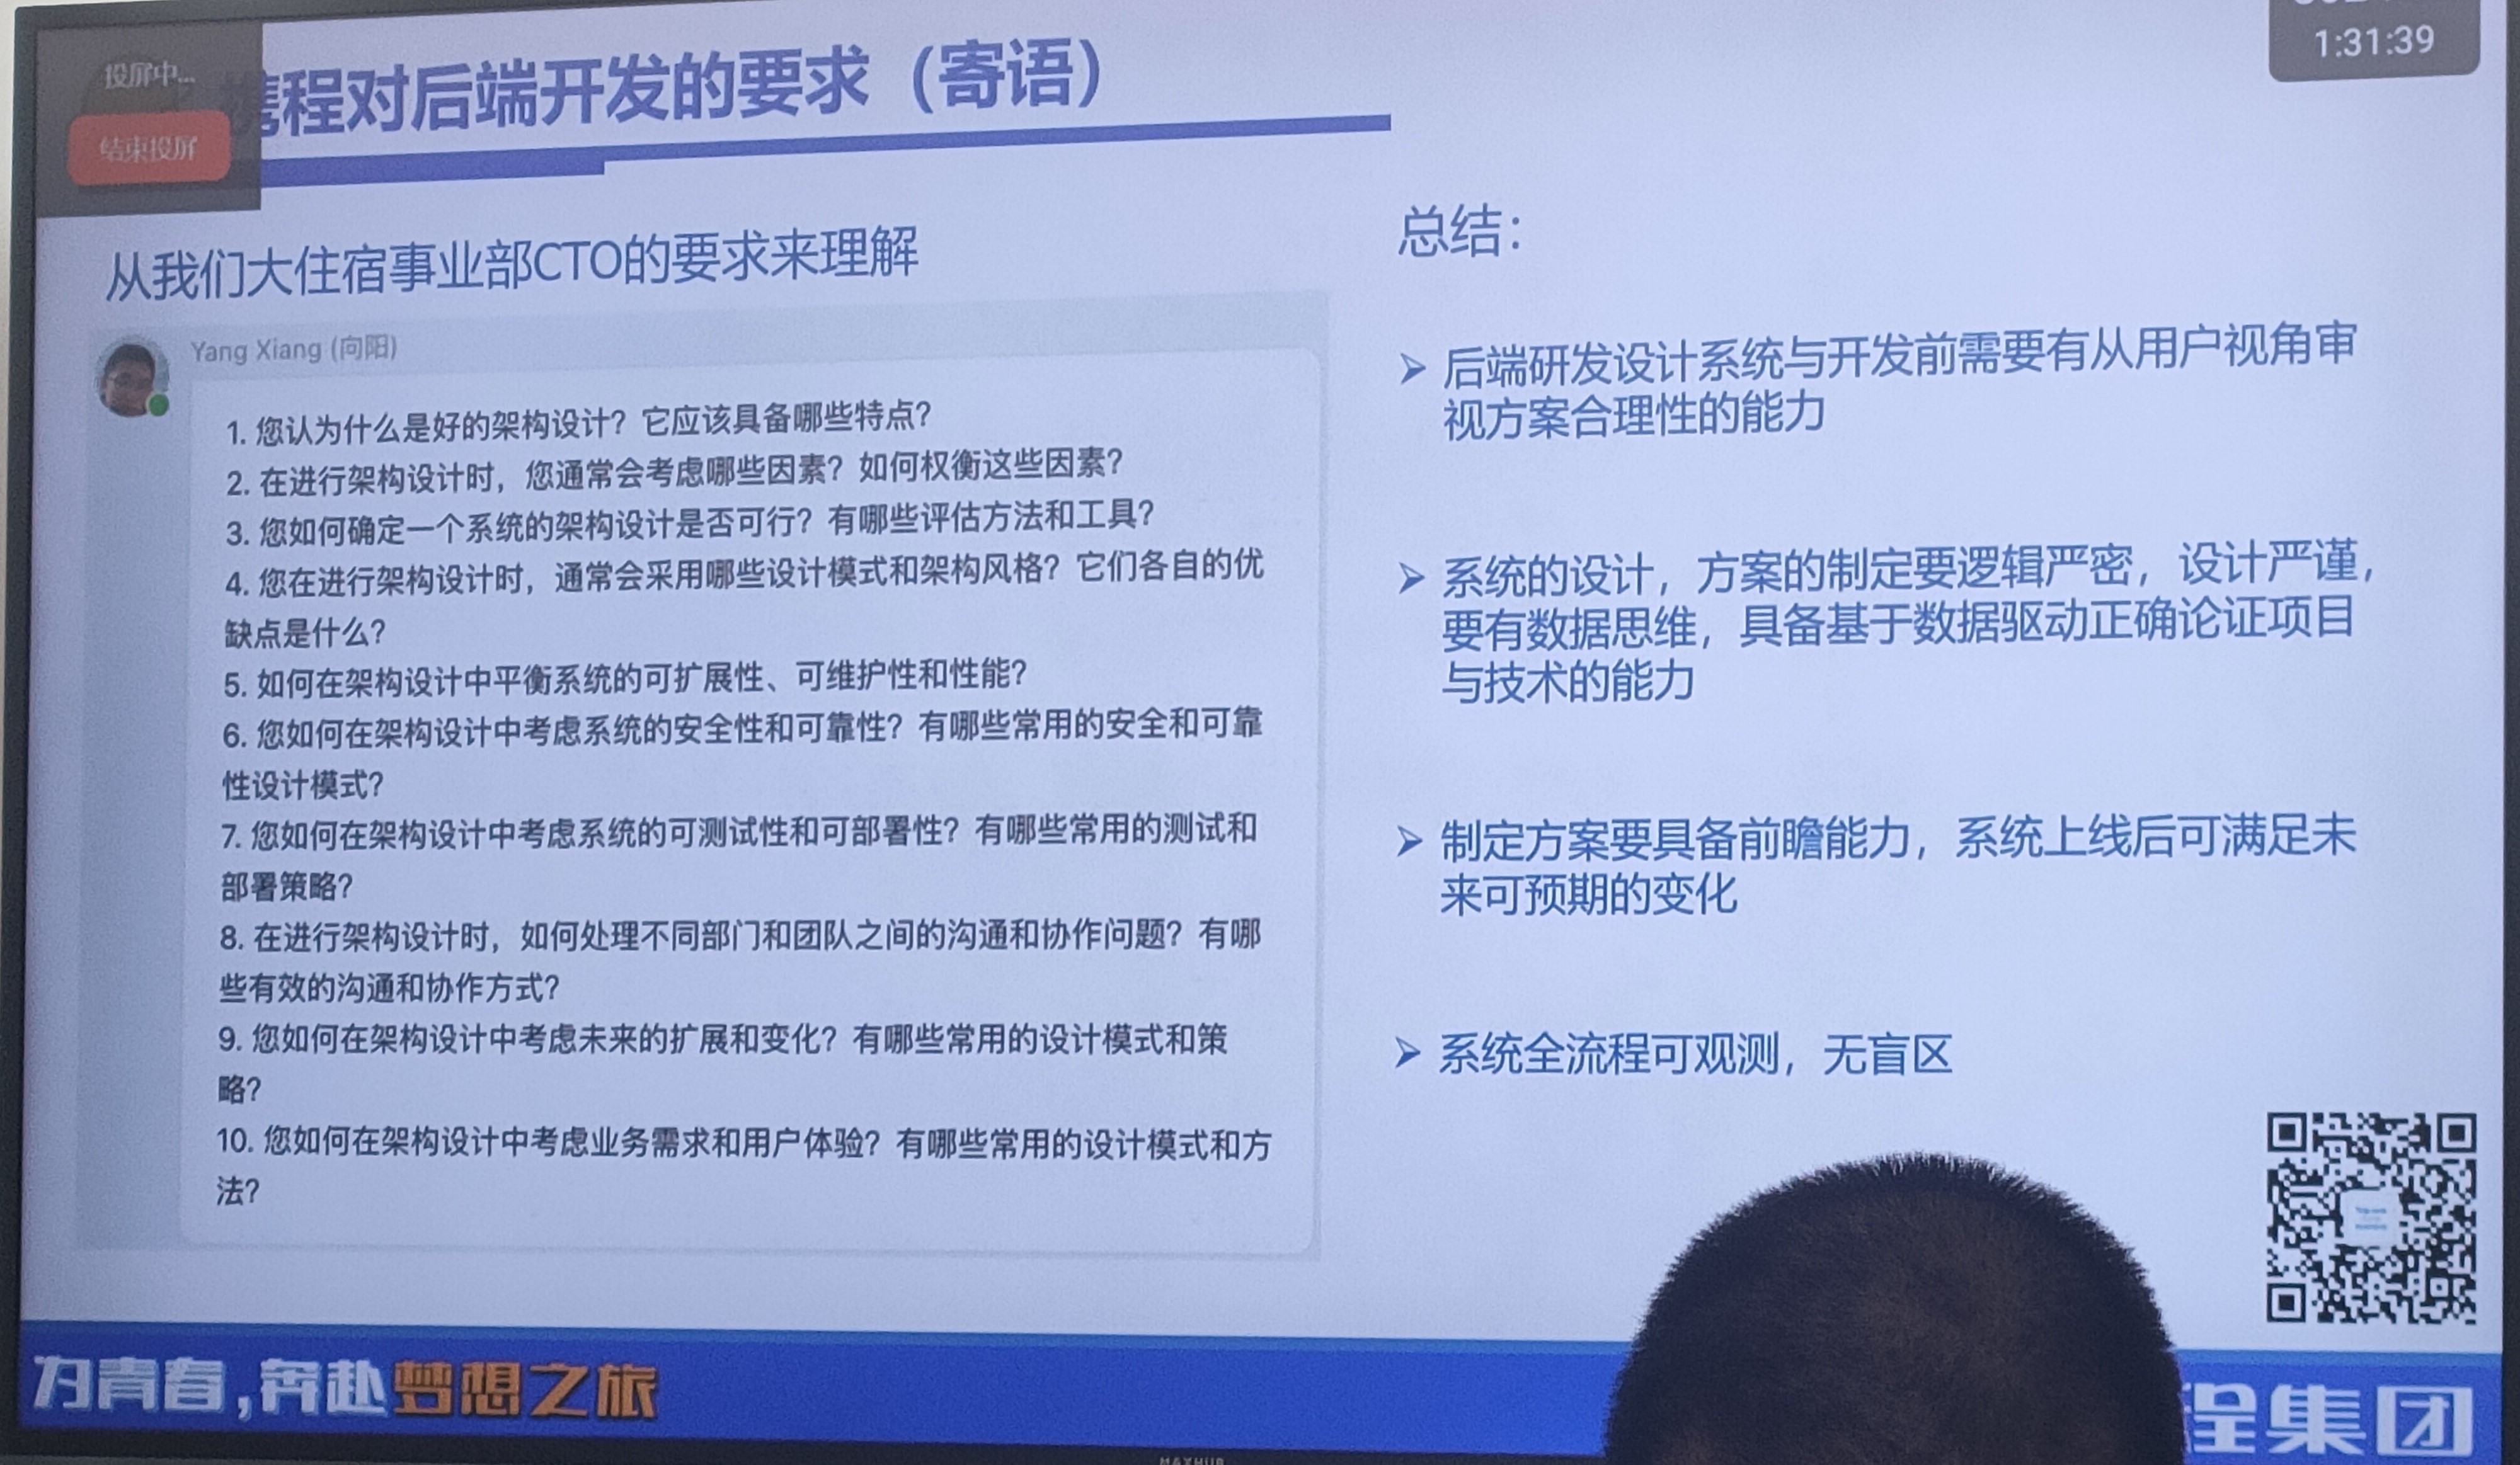 投屏中...
结束投屏
1:31:39
携程对后端开发的要求（寄语）
从我们大住宿事业部CTO的要求来理解
Yang Xiang (向阳)
1. 您认为什么是好的架构设计？它应该具备哪些特点？
2. 在进行架构设计时，您通常会考虑哪些因素？如何权衡这些因素？
3. 您如何确定一个系统的架构设计是否可行？有哪些评估方法和工具？
4. 您在进行架构设计时，通常会采用哪些设计模式和架构风格？它们各自的优
缺点是什么？
5. 如何在架构设计中平衡系统的可扩展性、可维护性和性能？
6. 您如何在架构设计中考虑系统的安全性和可靠性？有哪些常用的安全和可靠
性设计模式？
7. 您如何在架构设计中考虑系统的可测试性和可部署性？有哪些常用的测试和
部署策略？
8. 在进行架构设计时，如何处理不同部门和团队之间的沟通和协作问题？有哪
些有效的沟通和协作方式？
9. 您如何在架构设计中考虑未来的扩展和变化？有哪些常用的设计模式和策
略？
10. 您如何在架构设计中考虑业务需求和用户体验？有哪些常用的设计模式和方
法？
总结：
后端研发设计系统与开发前需要有从用户视角审
视方案合理性的能力
系统的设计，方案的制定要逻辑严密，设计严谨，
要有数据思维，具备基于数据驱动正确论证项目
与技术的能力
制定方案要具备前瞻能力，系统上线后可满足未
来可预期的变化
系统全流程可观测，无盲区
为青春,奔赴梦想之旅
程集团
MAXHUB